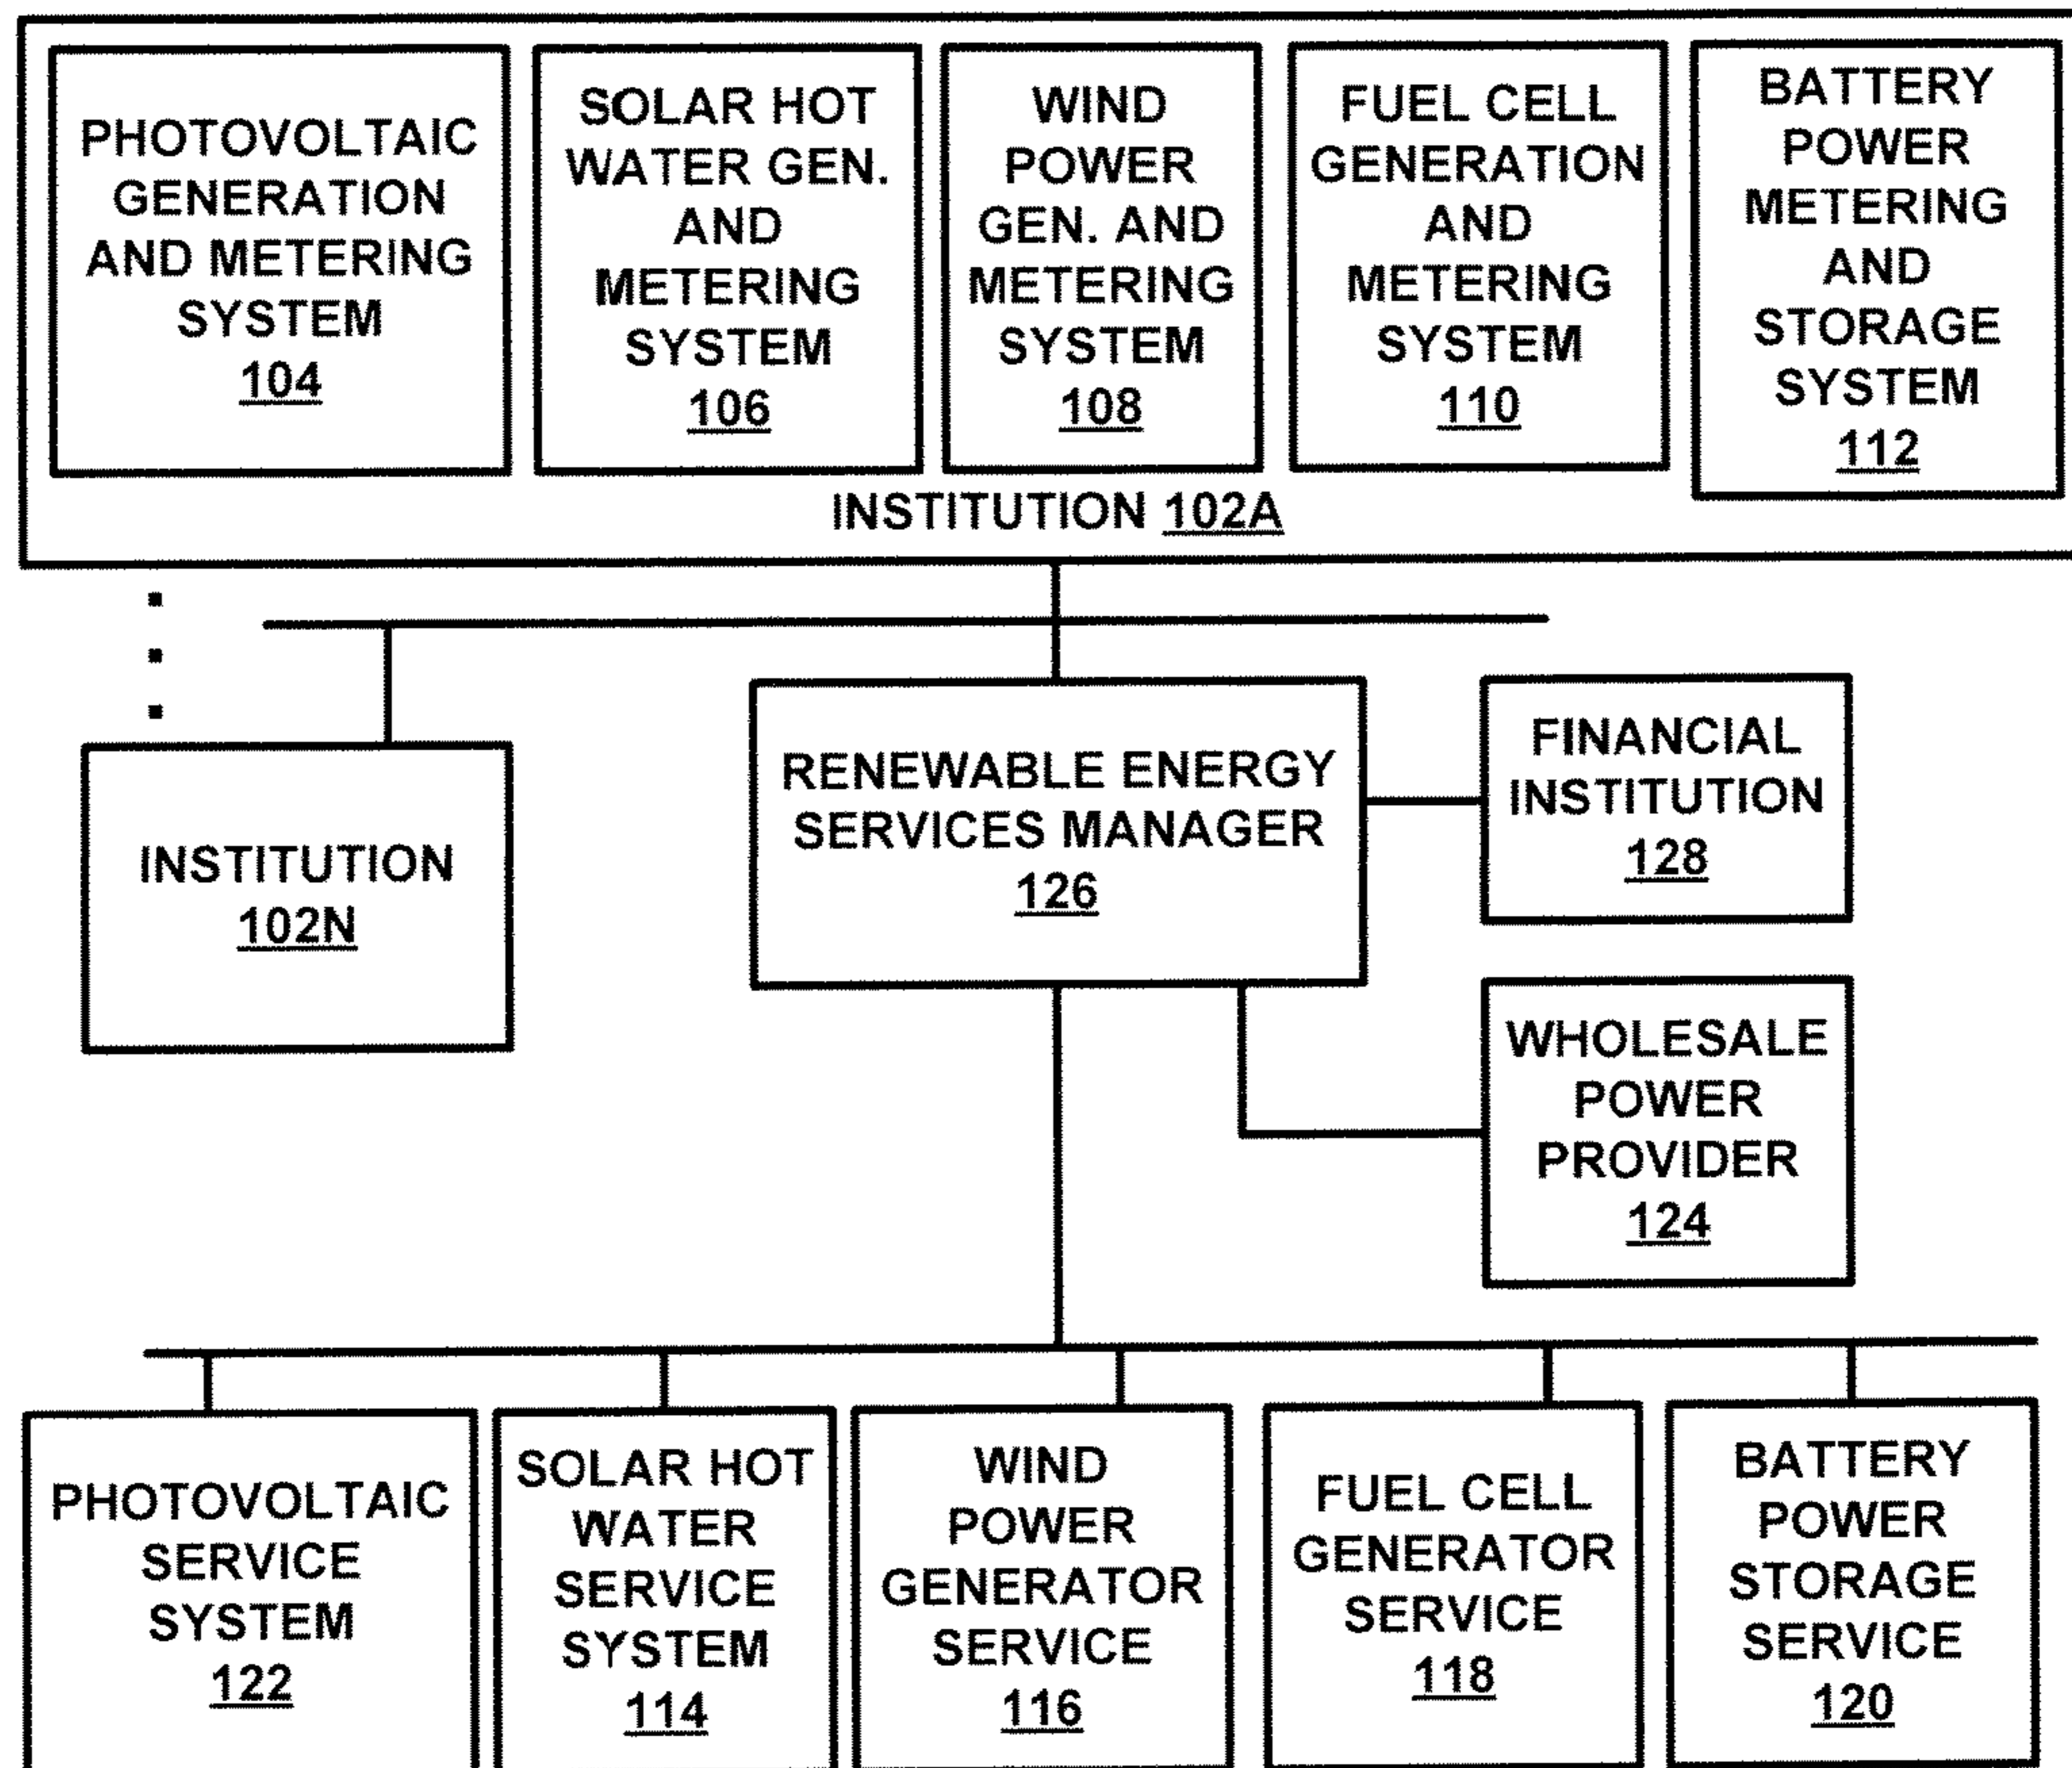 PHOTOVOLTAIC
GENERATION
AND METERING
SYSTEM
104
SOLAR HOT
WATER GEN.
AND
METERING
SYSTEM
106
WIND
POWER
GEN. AND
METERING
SYSTEM
108
FUEL CELL
GENERATION
AND
METERING
SYSTEM
110
BATTERY
POWER
METERING
AND
STORAGE
SYSTEM
112
INSTITUTION 102A
INSTITUTION
102N
RENEWABLE ENERGY
SERVICES MANAGER
126
FINANCIAL
INSTITUTION
128
WHOLESALE
POWER
PROVIDER
124
PHOTOVOLTAIC
SERVICE
SYSTEM
122
SOLAR HOT
WATER
SERVICE
SYSTEM
114
WIND
POWER
GENERATOR
SERVICE
116
FUEL CELL
GENERATOR
SERVICE
118
BATTERY
POWER
STORAGE
SERVICE
120